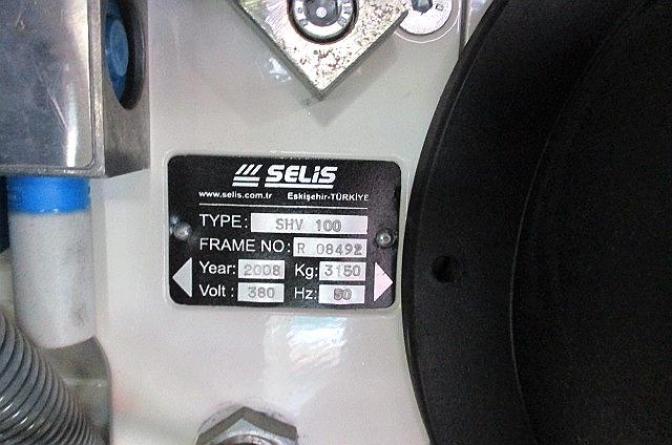 SELİS
www.selis.com.tr Eskişehir-TÜRKİYE
TYPE: SHV 100
FRAME NO: R 08492
Year: 2008 Kg: 3150
Volt : 380 Hz: 50